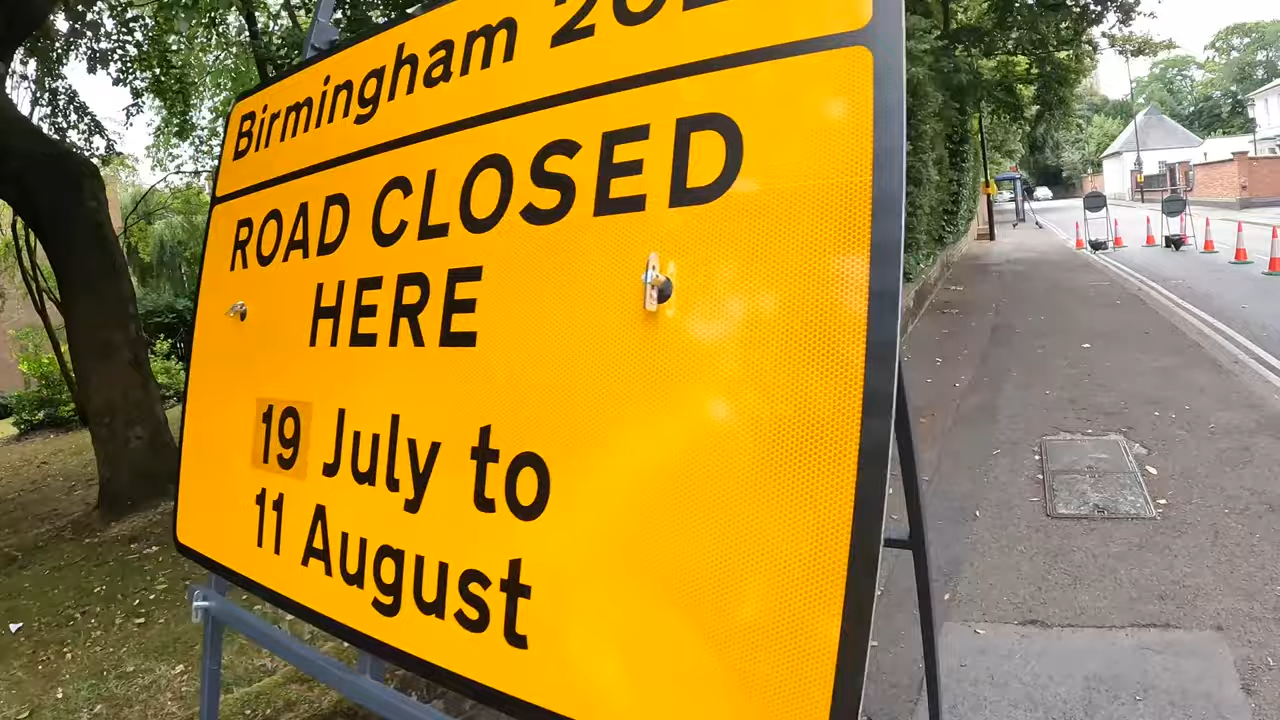 Birmingham
ROAD CLOSED
HERE
19 July to
11 August